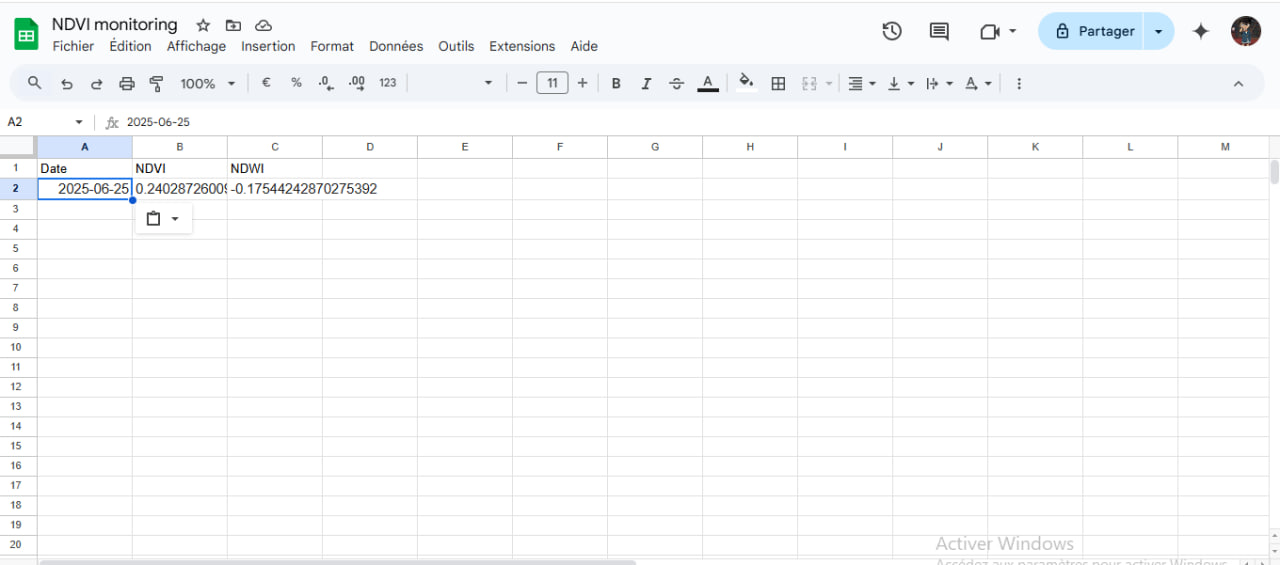 NDVI monitoring
Fichier Édition Affichage Insertion Format Données Outils Extensions Aide
Partager
100% € % .0 .00 123 11 B I A A
A2 fx 2025-06-25
A B C D E F G H I J K L M
1 Date NDVI NDWI
2 2025-06-25 0.24028726009 -0.17544242870275392
3
4
5
6
7
8
9
10
11
12
13
14
15
16
17
18
19
20
Activer Windows
Accédez aux paramètres pour activer Windows.